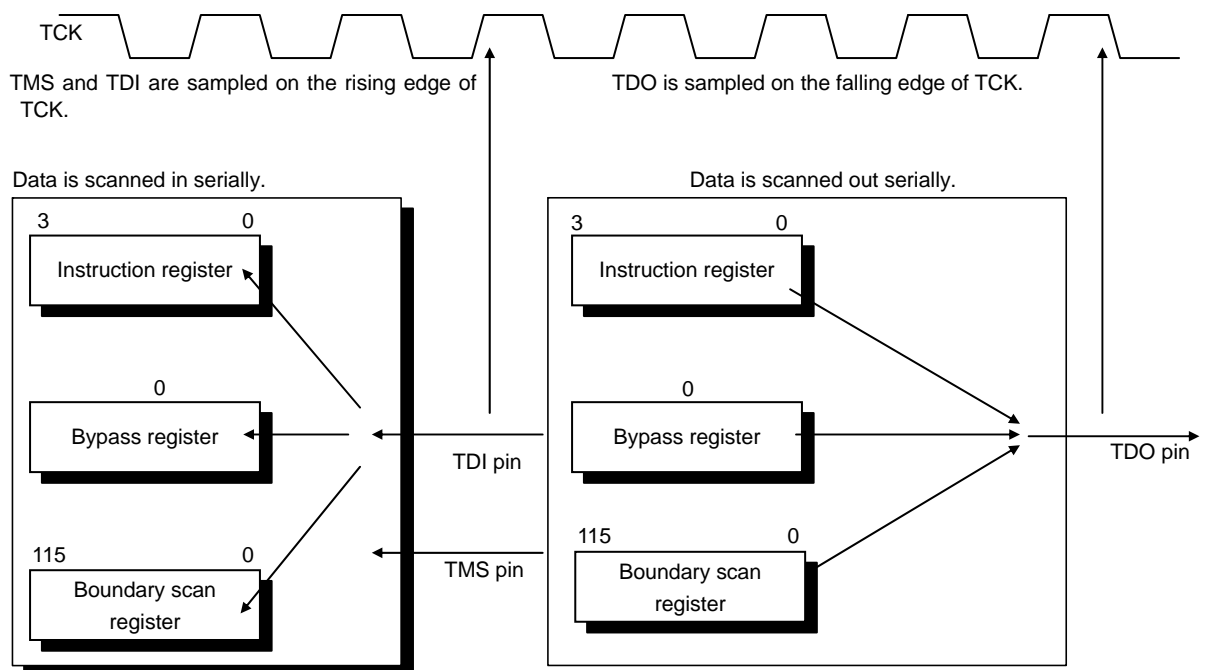 TCK
TMS and TDI are sampled on the rising edge of
TCK.
TDO is sampled on the falling edge of TCK.
Data is scanned in serially.
3 0
Instruction register
0
Bypass register
115 0
Boundary scan
register
TDI pin
TMS pin
Data is scanned out serially.
3 0
Instruction register
0
Bypass register
115 0
Boundary scan
register
TDO pin